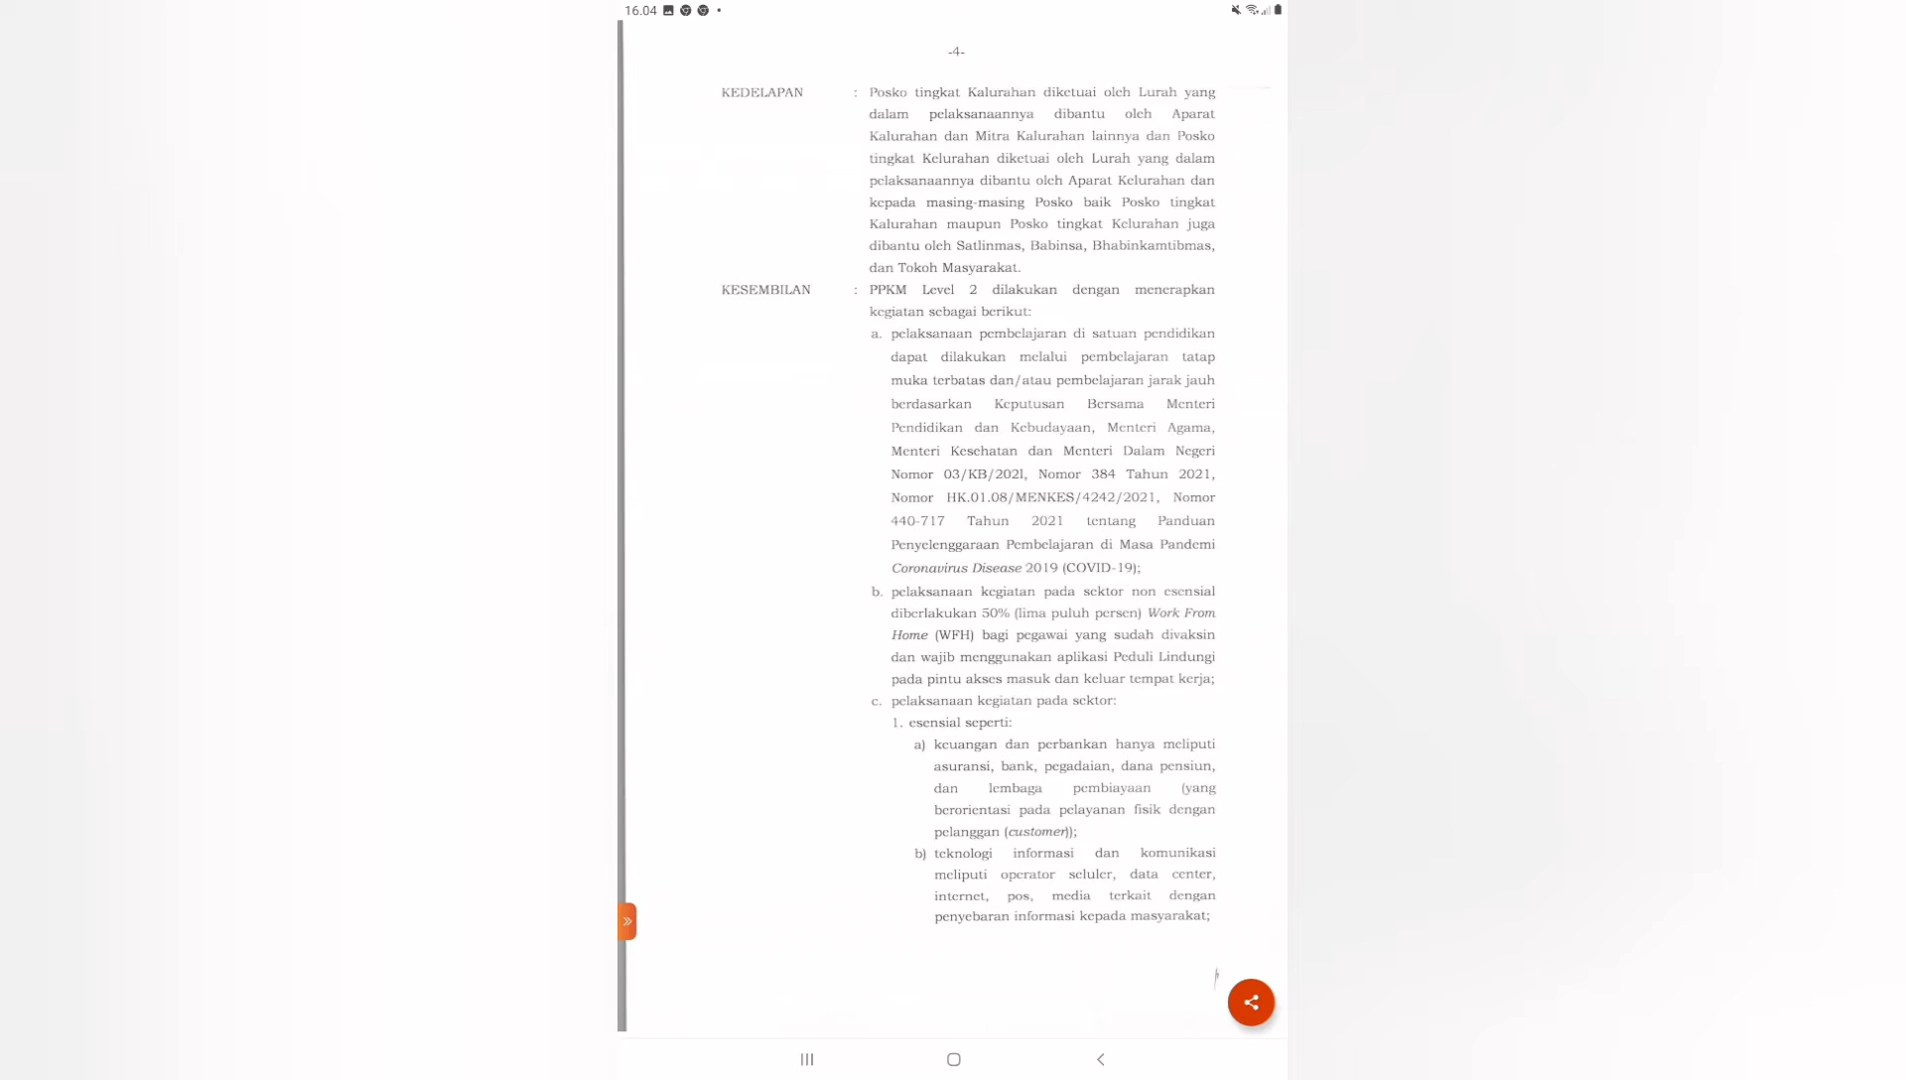 16.04
-4-
KEDELAPAN : Posko tingkat Kalurahan diketuai oleh Lurah yang
dalam pelaksanaannya dibantu oleh Aparat
Kalurahan dan Mitra Kalurahan lainnya dan Posko
tingkat Kelurahan diketuai oleh Lurah yang dalam
pelaksanaannya dibantu oleh Aparat Kelurahan dan
kepada masing-masing Posko baik Posko tingkat
Kalurahan maupun Posko tingkat Kelurahan juga
dibantu oleh Satlinmas, Babinsa, Bhabinkamtibmas,
dan Tokoh Masyarakat.
KESEMBILAN : PPKM Level 2 dilakukan dengan menerapkan
kegiatan sebagai berikut:
a. pelaksanaan pembelajaran di satuan pendidikan
dapat dilakukan melalui pembelajaran tatap
muka terbatas dan/atau pembelajaran jarak jauh
berdasarkan Keputusan Bersama Menteri
Pendidikan dan Kebudayaan, Menteri Agama,
Menteri Kesehatan dan Menteri Dalam Negeri
Nomor 03/KB/202l, Nomor 384 Tahun 2021,
Nomor HK.01.08/MENKES/4242/2021, Nomor
440-717 Tahun 2021 tentang Panduan
Penyelenggaraan Pembelajaran di Masa Pandemi
Coronavirus Disease 2019 (COVID-19);
b. pelaksanaan kegiatan pada sektor non esensial
diberlakukan 50% (lima puluh persen) Work From
Home (WFH) bagi pegawai yang sudah divaksin
dan wajib menggunakan aplikasi Peduli Lindungi
pada pintu akses masuk dan keluar tempat kerja;
c. pelaksanaan kegiatan pada sektor:
1. esensial seperti:
a) keuangan dan perbankan hanya meliputi
asuransi, bank, pegadaian, dana pensiun,
dan lembaga pembiayaan (yang
berorientasi pada pelayanan fisik dengan
pelanggan (customer));
b) teknologi informasi dan komunikasi
meliputi operator seluler, data center,
internet, pos, media terkait dengan
penyebaran informasi kepada masyarakat;